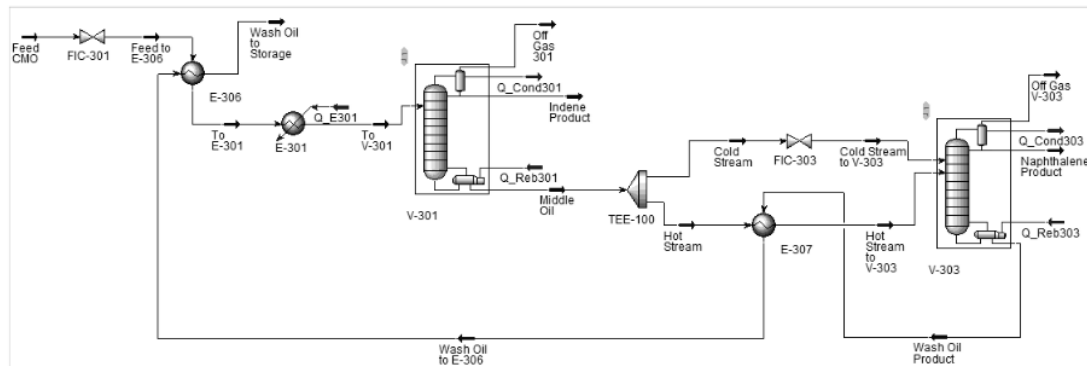 Feed
CMO
FIC-301
Feed to
E-306
Wash Oil
to
Storage
E-306
To
E-301
Q_E301
E-301
To
V-301
Off
Gas
301
Q_Cond301
Indene
Product
Q_Reb301
V-301
Middle
Oil
TEE-100
Cold
Stream
FIC-303
Cold Stream
to V-303
Hot
Stream
E-307
Hot
Stream
to
V-303
Off Gas
V-303
Q_Cond303
Naphthalene
Product
Q_Reb303
V-303
Wash Oil
to E-306
Wash Oil
Product